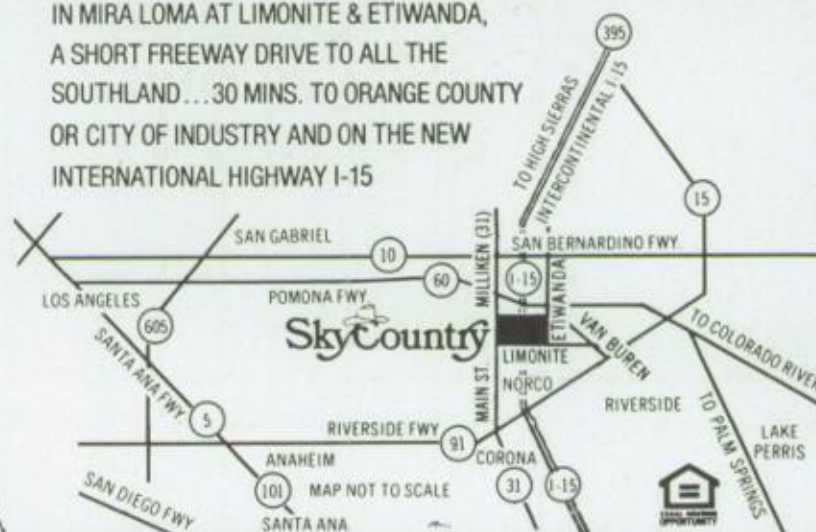 IN MIRA LOMA AT LIMONITE & ETIWANDA,
A SHORT FREEWAY DRIVE TO ALL THE
SOUTHLAND...30 MINS. TO ORANGE COUNTY
OR CITY OF INDUSTRY AND ON THE NEW
INTERNATIONAL HIGHWAY I-15
395
TO HIGH SIERRAS
INTERCONTINENTAL I-15
15
SAN GABRIEL
MILLIKEN (31)
SAN BERNARDINO FWY.
10
60
I-15
ETIWANDA
LOS ANGELES
POMONA FWY.
605
SkyCountry
VAN BUREN
TO COLORADO RIVER
SANTA ANA FWY.
LIMONITE
MAIN ST.
NORCO
RIVERSIDE
TO PALM SPRINGS
5
RIVERSIDE FWY
91
LAKE
PERRIS
ANAHEIM
CORONA
SAN DIEGO FWY
101
MAP NOT TO SCALE
31
I-15
SANTA ANA
EQUAL HOUSING
OPPORTUNITY